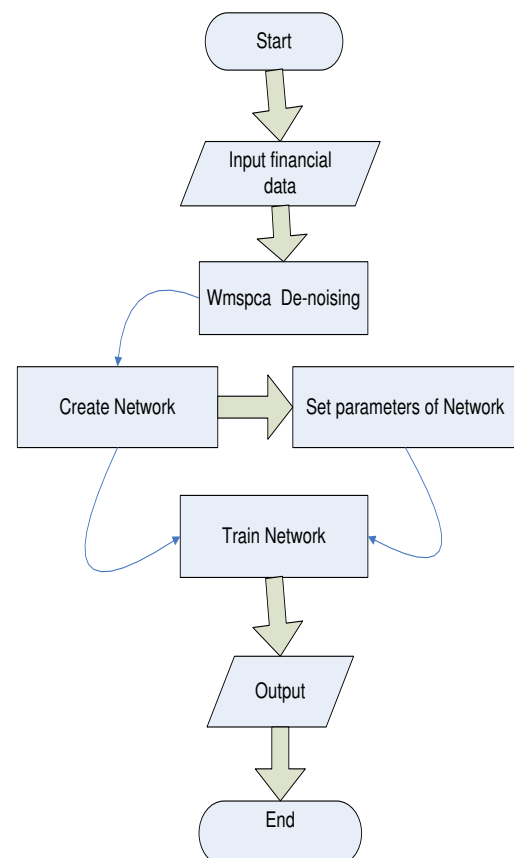 Start
Input financial
data
Wmspca De-noising
Create Network
Set parameters of Network
Train Network
Output
End